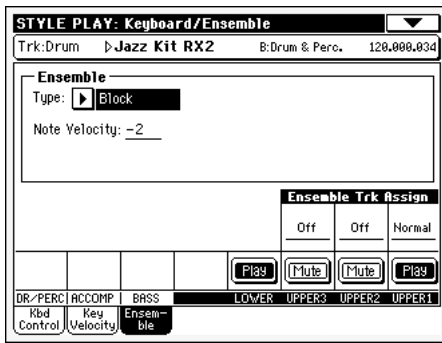 STYLE PLAY: Keyboard/Ensemble
Trk:Drum Jazz Kit RX2 B:Drum & Perc. 120.000.034
Ensemble
Type: Block
Note Velocity: -2
Ensemble Trk Assign
Off Off Normal
Play Mute Mute Play
DR/PERC ACCOMP BASS LOWER UPPER3 UPPER2 UPPER1
Kbd Control Key Velocity Ensem-ble